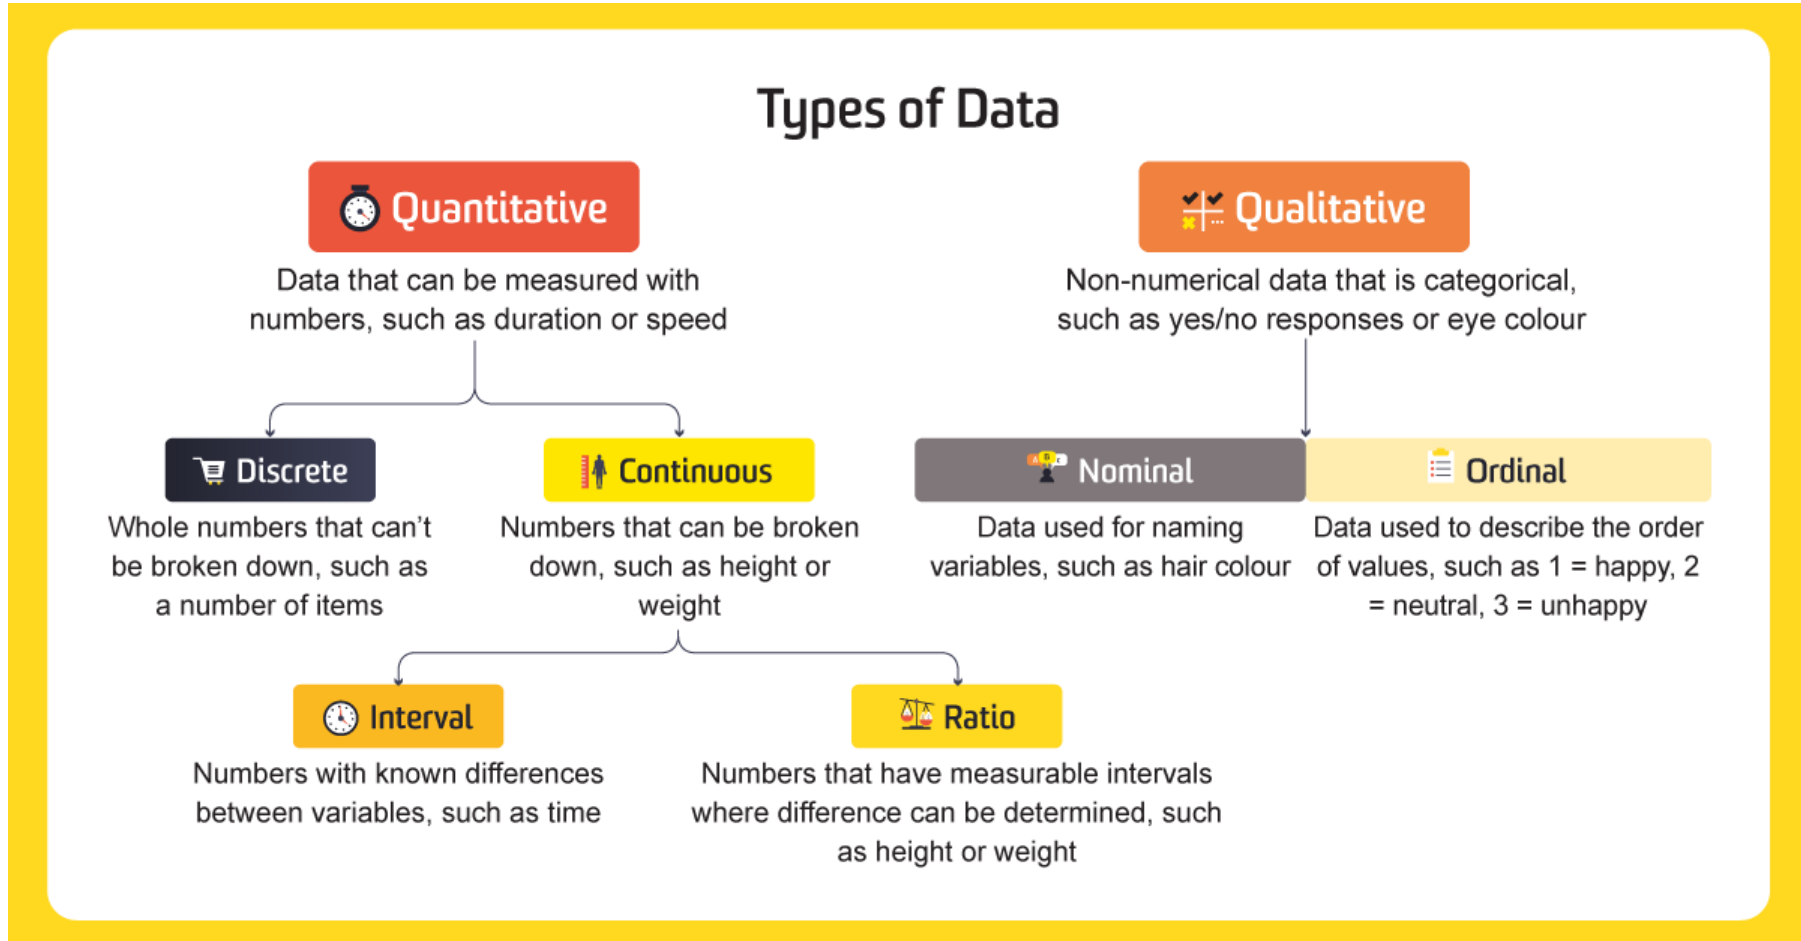 Types of Data
Quantitative
Data that can be measured with
numbers, such as duration or speed
Qualitative
Non-numerical data that is categorical,
such as yes/no responses or eye colour
Discrete
Whole numbers that can't
be broken down, such as
a number of items
Continuous
Numbers that can be broken
down, such as height or
weight
A B C
Nominal
Data used for naming
variables, such as hair colour
Ordinal
Data used to describe the order
of values, such as 1 = happy, 2
= neutral, 3 = unhappy
Interval
Numbers with known differences
between variables, such as time
Ratio
Numbers that have measurable intervals
where difference can be determined, such
as height or weight